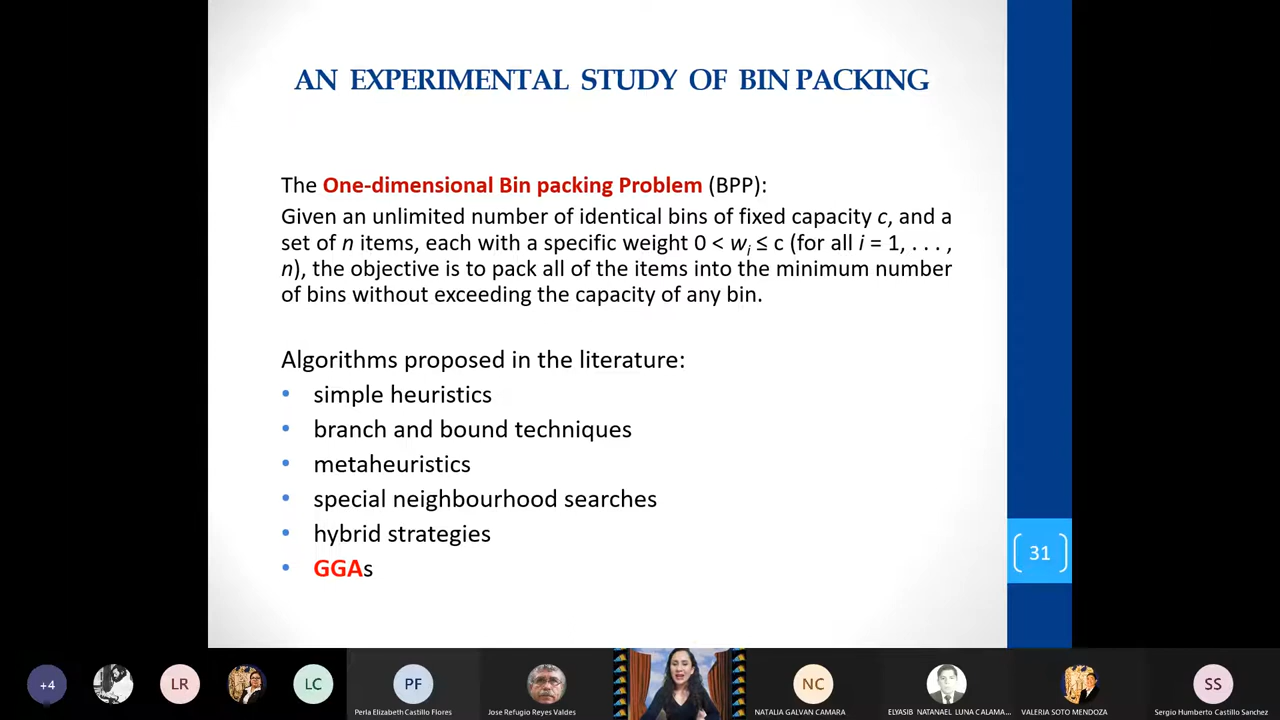 AN EXPERIMENTAL STUDY OF BIN PACKING
The One-dimensional Bin packing Problem (BPP):
Given an unlimited number of identical bins of fixed capacity c, and a
set of n items, each with a specific weight 0 < wᵢ ≤ c (for all i = 1, . . . ,
n), the objective is to pack all of the items into the minimum number
of bins without exceeding the capacity of any bin.
Algorithms proposed in the literature:
• simple heuristics
• branch and bound techniques
• metaheuristics
• special neighbourhood searches
• hybrid strategies
• GGAs
31
+4
LR
LC
PF
NC
SS
Perla Elizabeth Castillo Flores
Jose Refugio Reyes Valdes
NATALIA GALVAN CAMARA
ELYASIB NATANAEL LUNA CALAMA...
VALERIA SOTO MENDOZA
Sergio Humberto Castillo Sanchez